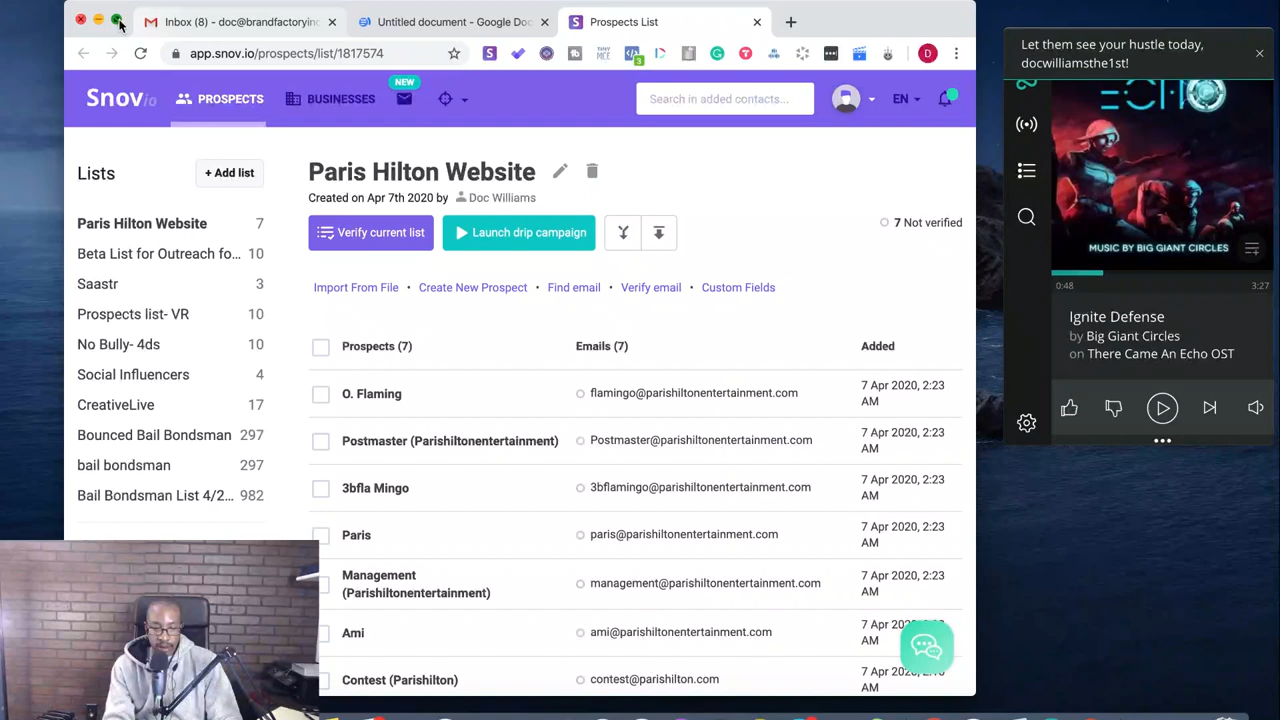 Inbox (8) - doc@brandfactoryinc
Untitled document - Google Doc
Prospects List
app.snov.io/prospects/list/1817574
Let them see your hustle today,
docwilliamsthe1st!
NEW
Snov.io
PROSPECTS
BUSINESSES
Search in added contacts...
EN
Lists
+ Add list
Paris Hilton Website 7
Beta List for Outreach fo... 10
Saastr 3
Prospects list- VR 10
No Bully- 4ds 10
Social Influencers 4
CreativeLive 17
Bounced Bail Bondsman 297
bail bondsman 297
Bail Bondsman List 4/2... 982
Paris Hilton Website
Created on Apr 7th 2020 by Doc Williams
Verify current list
Launch drip campaign
7 Not verified
Import From File • Create New Prospect • Find email • Verify email • Custom Fields
Prospects (7) Emails (7) Added
O. Flaming flamingo@parishiltonentertainment.com 7 Apr 2020, 2:23
AM
Postmaster (Parishiltonentertainment) Postmaster@parishiltonentertainment.com 7 Apr 2020, 2:23
AM
3bfla Mingo 3bflamingo@parishiltonentertainment.com 7 Apr 2020, 2:23
AM
Paris paris@parishiltonentertainment.com 7 Apr 2020, 2:23
AM
Management
(Parishiltonentertainment) management@parishiltonentertainment.com 7 Apr 2020, 2:23
AM
Ami ami@parishiltonentertainment.com 7 Apr
AM
Contest (Parishilton) contest@parishilton.com 7 Apr
AM
ECHO
MUSIC BY BIG GIANT CIRCLES
0:48 3:27
Ignite Defense
by Big Giant Circles
on There Came An Echo OST
D
3